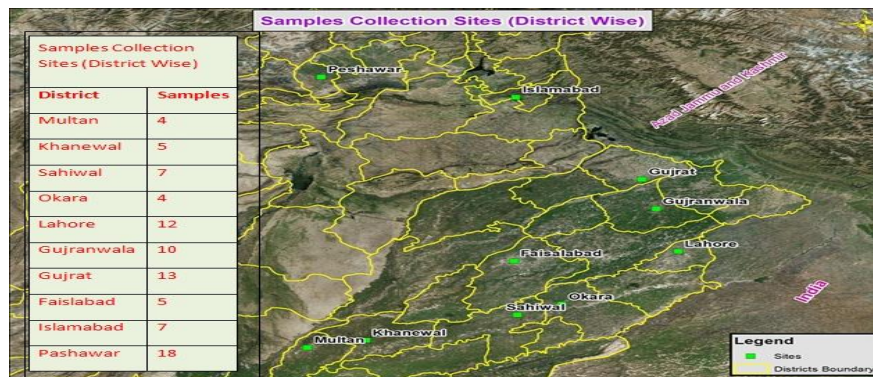 Samples Collection Sites (District Wise)
Samples Collection
Sites (District Wise)
District Samples
Multan 4
Khanewal 5
Sahiwal 7
Okara 4
Lahore 12
Gujranwala 10
Gujrat 13
Faislabad 5
Islamabad 7
Pashawar 18
Peshawar
Islamabad
Azad Jammu and Kashmir
Gujrat
Gujranwala
Lahore
Faisalabad
Okara
Sahiwal
Khanewal
Multan
India
Legend
Sites
Districts Boundary